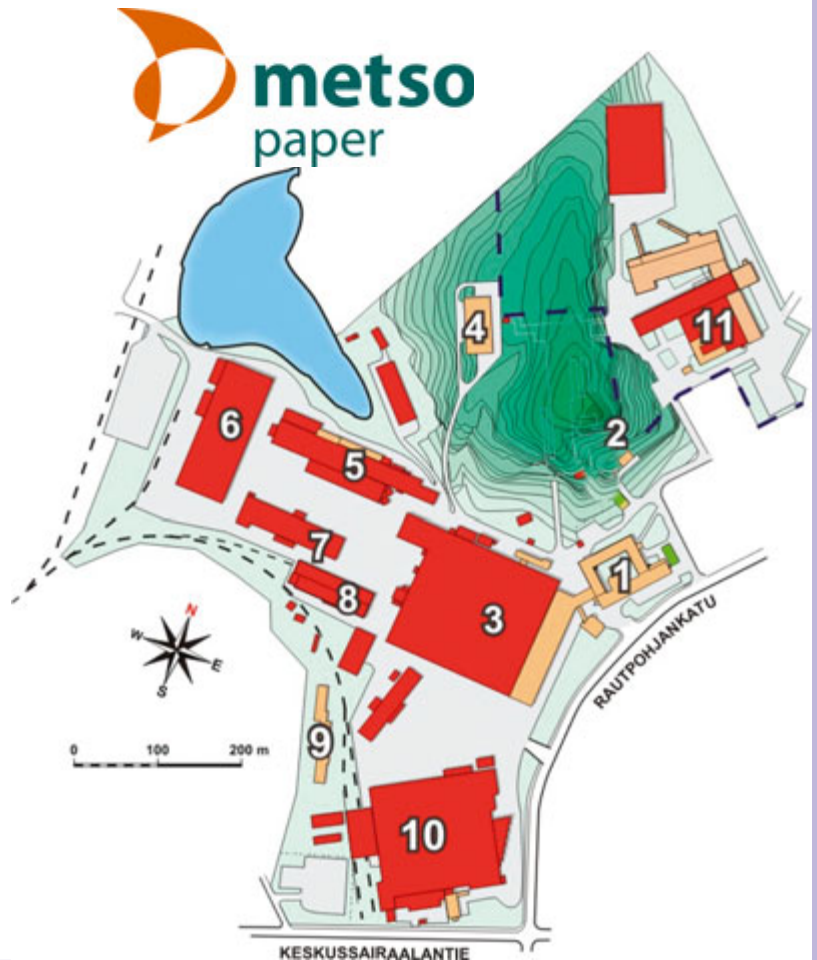 metso
paper
4
11
2
6
5
7
1
8
3
N
W
E
S
RAUTPOHJANKATU
9
0 100 200 m
10
KESKUSSAIRAALANTIE